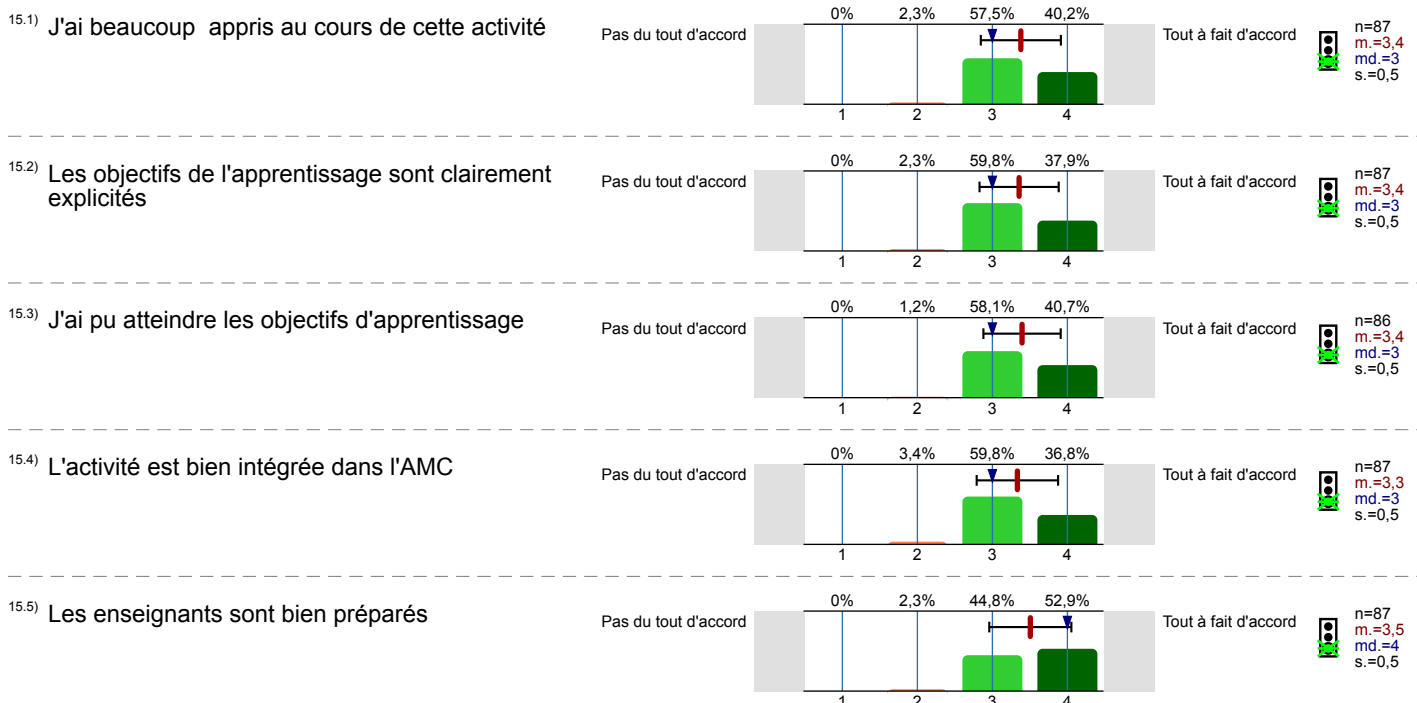 15.1) J'ai beaucoup appris au cours de cette activité
Pas du tout d'accord
0% 2,3% 57,5% 40,2%
1 2 3 4
Tout à fait d'accord
n=87
m.=3,4
md.=3
s.=0,5
15.2) Les objectifs de l'apprentissage sont clairement
explicités
Pas du tout d'accord
0% 2,3% 59,8% 37,9%
1 2 3 4
Tout à fait d'accord
n=87
m.=3,4
md.=3
s.=0,5
15.3) J'ai pu atteindre les objectifs d'apprentissage
Pas du tout d'accord
0% 1,2% 58,1% 40,7%
1 2 3 4
Tout à fait d'accord
n=86
m.=3,4
md.=3
s.=0,5
15.4) L'activité est bien intégrée dans l'AMC
Pas du tout d'accord
0% 3,4% 59,8% 36,8%
1 2 3 4
Tout à fait d'accord
n=87
m.=3,3
md.=3
s.=0,5
15.5) Les enseignants sont bien préparés
Pas du tout d'accord
0% 2,3% 44,8% 52,9%
1 2 3 4
Tout à fait d'accord
n=87
m.=3,5
md.=4
s.=0,5